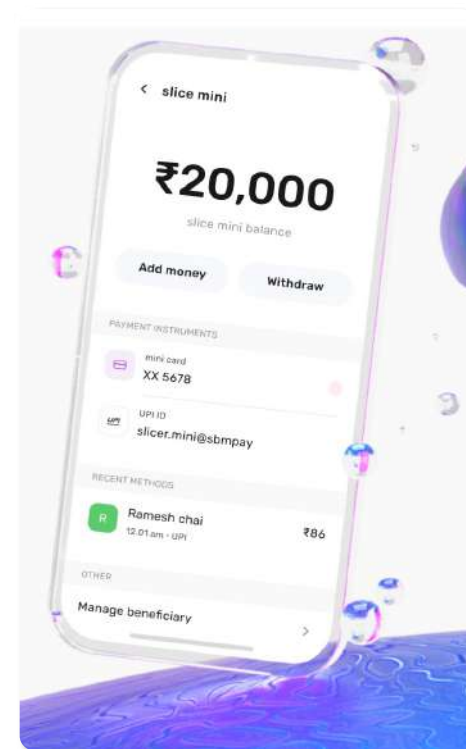 slice mini
₹20,000
slice mini balance
Add money
Withdraw
PAYMENT INSTRUMENTS
mini card
XX 5678
UPI
UPI ID
slicer.mini@sbmpay
RECENT METHODS
R
Ramesh chai
₹86
12.01 am - UPI
OTHER
Manage beneficiary